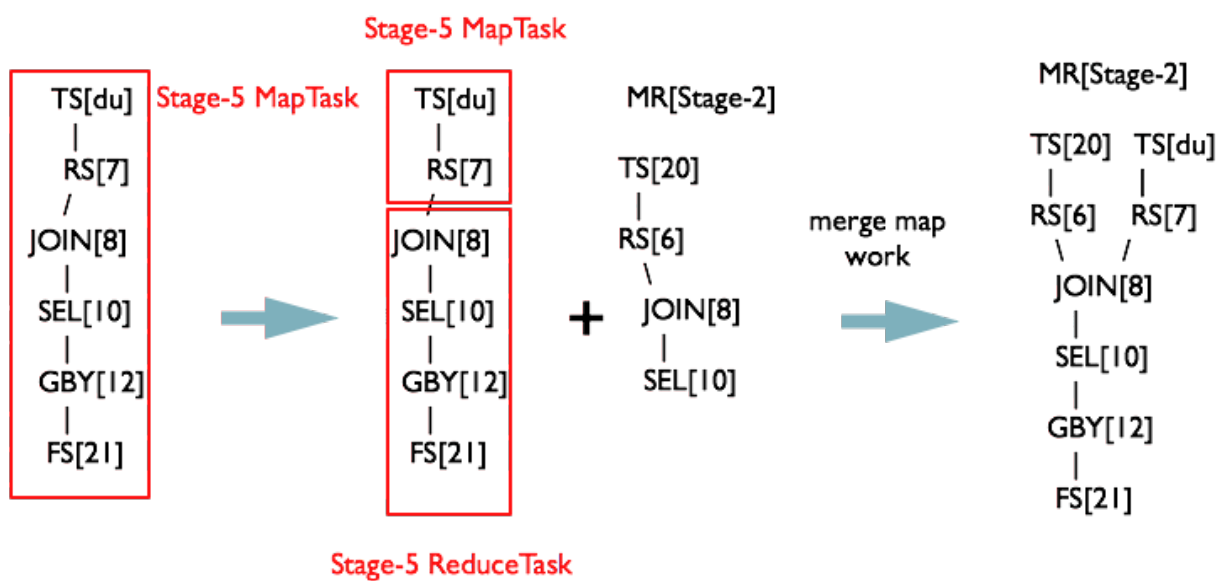 Stage-5 MapTask
TS[du]
RS[7]
JOIN[8]
SEL[10]
GBY[12]
FS[21]
Stage-5 MapTask
TS[du]
RS[7]
JOIN[8]
SEL[10]
GBY[12]
FS[21]
Stage-5 ReduceTask
+
MR[Stage-2]
TS[20]
RS[6]
JOIN[8]
SEL[10]
merge map
work
MR[Stage-2]
TS[20] TS[du]
RS[6] RS[7]
JOIN[8]
SEL[10]
GBY[12]
FS[21]